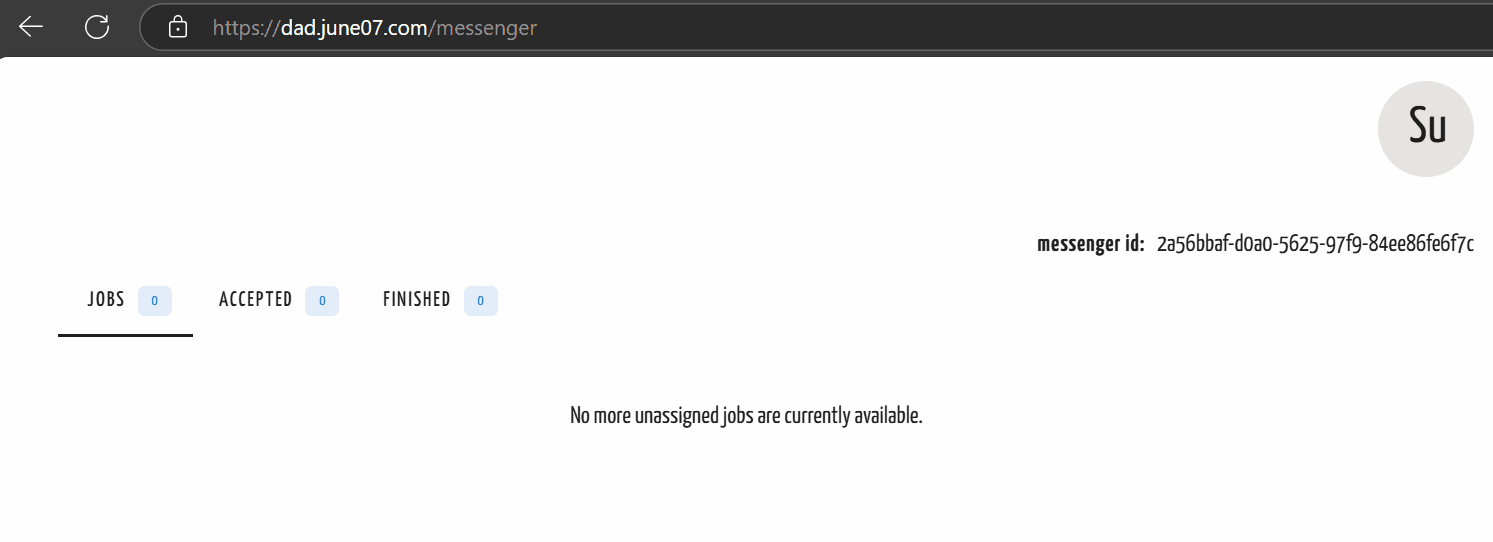 https://dad.june07.com/messenger
Su
messenger id: 2a56bbaf-d0a0-5625-97f9-84ee86fe6f7c
JOBS 0 ACCEPTED 0 FINISHED 0
No more unassigned jobs are currently available.